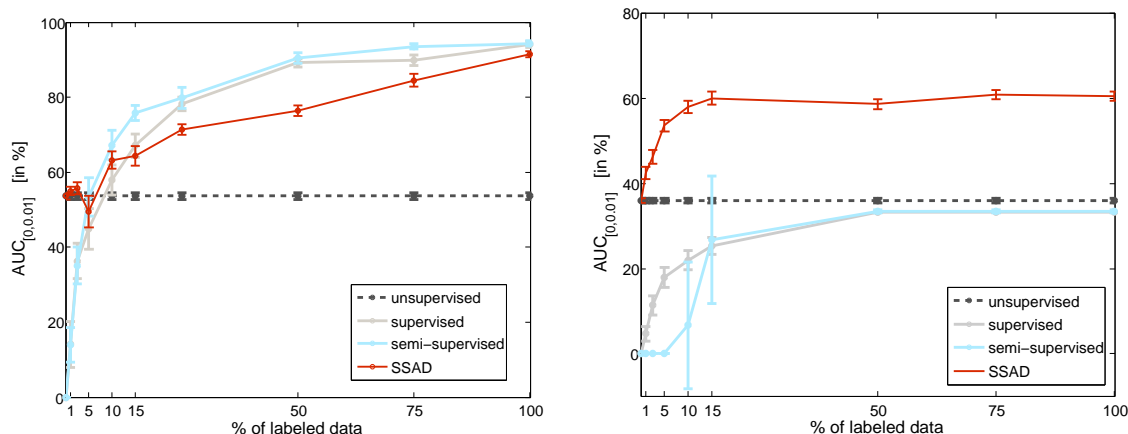 100
80
60
40
20
0
AUC[0,0.01] [in %]
1 5 10 15 50 75 100
% of labeled data
unsupervised
supervised
semi−supervised
SSAD
80
60
40
20
0
AUC[0,0.01] [in %]
1 5 10 15 50 75 100
% of labeled data
unsupervised
supervised
semi−supervised
SSAD